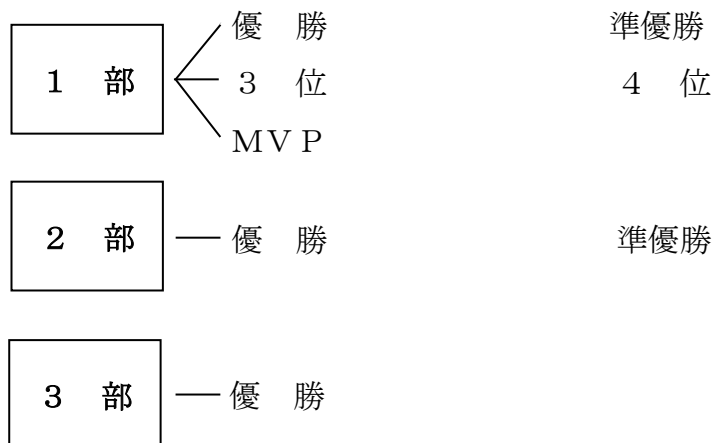 優　勝　準優勝
１　部　３　位　４　位
ＭＶＰ
２　部　優　勝　準優勝
３　部　優　勝